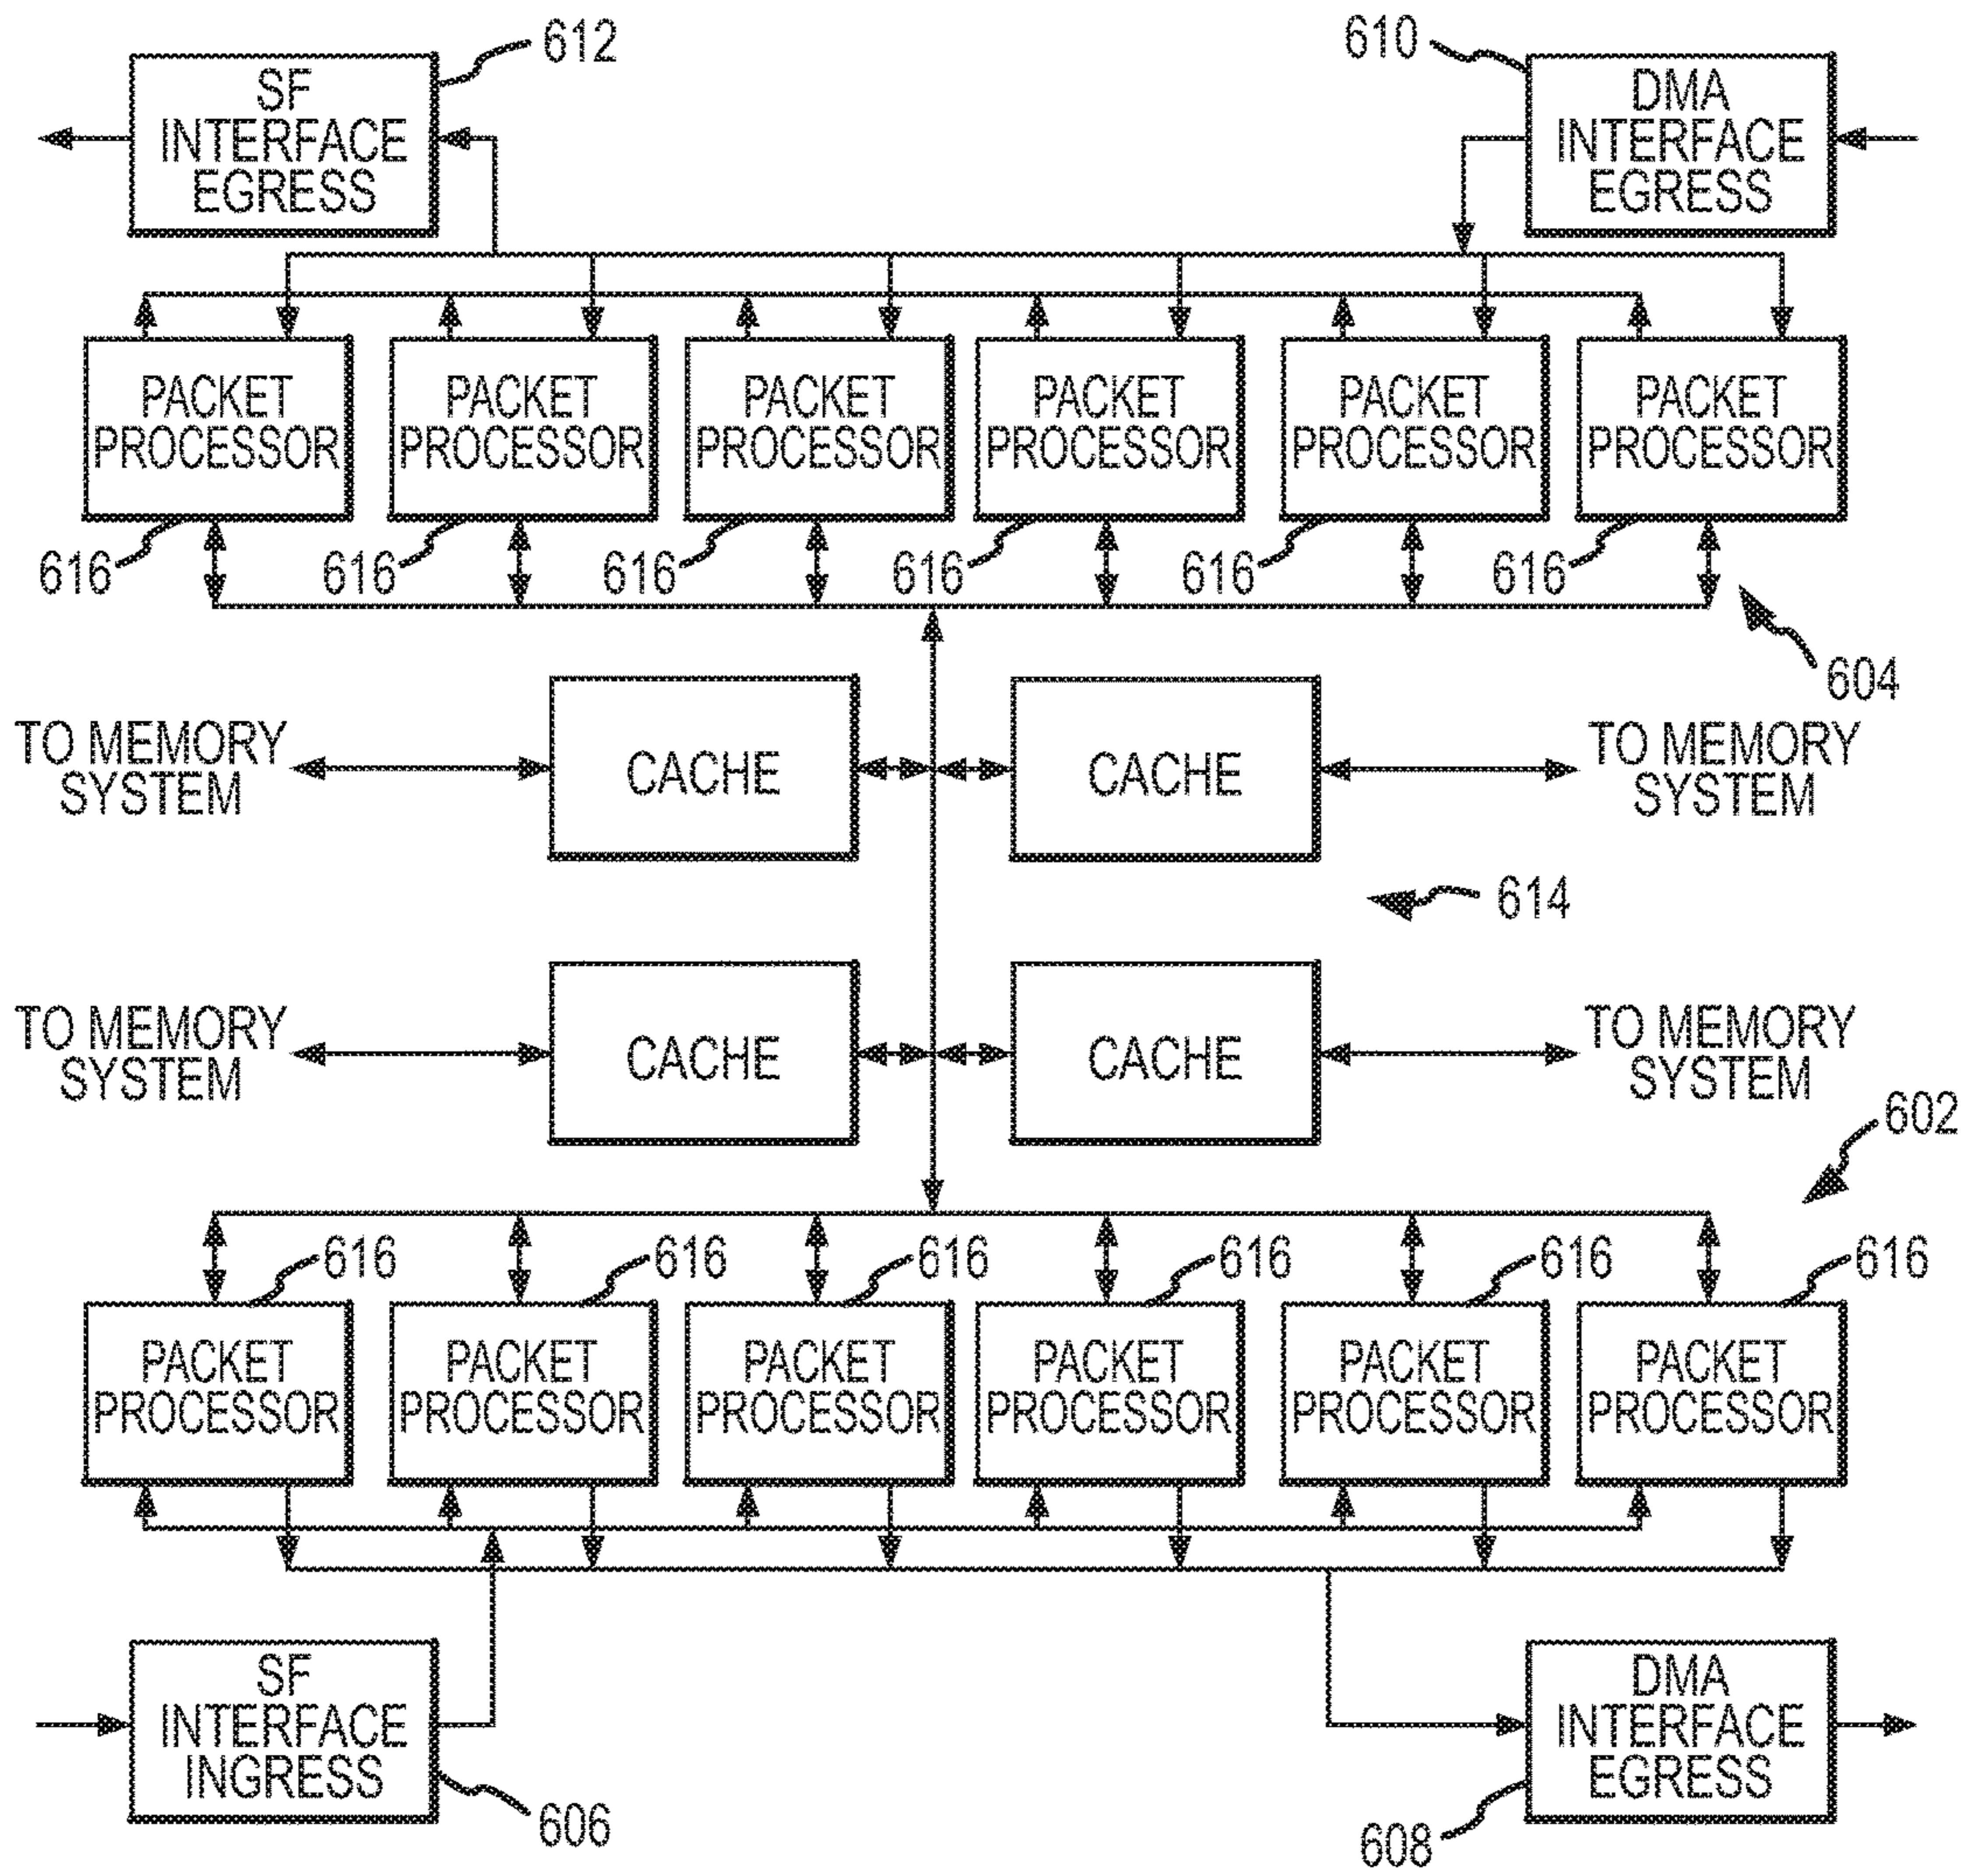 612
610
SF
INTERFACE
EGRESS
DMA
INTERFACE
EGRESS
PACKET
PROCESSOR
PACKET
PROCESSOR
PACKET
PROCESSOR
PACKET
PROCESSOR
PACKET
PROCESSOR
PACKET
PROCESSOR
616
616
616
616
616
616
604
TO MEMORY
SYSTEM
CACHE
CACHE
TO MEMORY
SYSTEM
614
TO MEMORY
SYSTEM
CACHE
CACHE
TO MEMORY
SYSTEM
602
616
616
616
616
616
616
PACKET
PROCESSOR
PACKET
PROCESSOR
PACKET
PROCESSOR
PACKET
PROCESSOR
PACKET
PROCESSOR
PACKET
PROCESSOR
SF
INTERFACE
INGRESS
DMA
INTERFACE
EGRESS
606
608